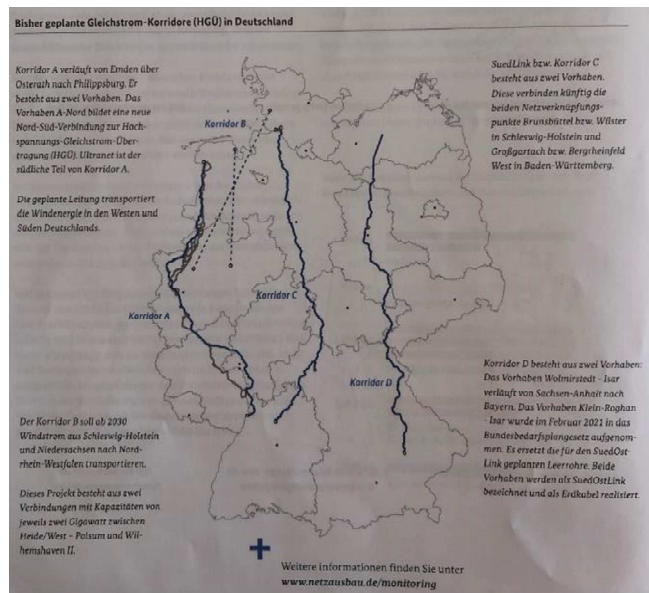 Bisher geplante Gleichstrom-Korridore (HGÜ) in Deutschland
Korridor A verläuft von Emden über
Osterath nach Philippsburg. Er
besteht aus zwei Vorhaben. Das
Vorhaben A-Nord bildet eine neue
Nord-Süd-Verbindung zur Hoch-
spannungs-Gleichstrom-Über-
tragung (HGÜ). Ultranet ist der
südliche Teil von Korridor A.
Die geplante Leitung transportiert
die Windenergie in den Westen und
Süden Deutschlands.
SuedLink bzw. Korridor C
besteht aus zwei Vorhaben.
Diese verbinden künftig die
beiden Netzverknüpfungs-
punkte Brunsbüttel bzw. Wilster
in Schleswig-Holstein und
Großgartach bzw. Bergrheinfeld
West in Baden-Württemberg.
Korridor B
Korridor C
Korridor A
Korridor D
Der Korridor B soll ab 2030
Windstrom aus Schleswig-Holstein
und Niedersachsen nach Nord-
rhein-Westfalen transportieren.
Dieses Projekt besteht aus zwei
Verbindungen mit Kapazitäten von
jeweils zwei Gigawatt zwischen
Heide/West - Polsum und Wil-
hemshaven II.
Korridor D besteht aus zwei Vorhaben:
Das Vorhaben Wolmirstedt - Isar
verläuft von Sachsen-Anhalt nach
Bayern. Das Vorhaben Klein-Roghan
- Isar wurde im Februar 2021 in das
Bundesbedarfsplangesetz aufgenom-
men. Es ersetzt die für den SuedOst-
Link geplanten Leerrohre. Beide
Vorhaben werden als SuedOstLink
bezeichnet und als Erdkabel realisiert.
Weitere Informationen finden Sie unter
www.netzausbau.de/monitoring